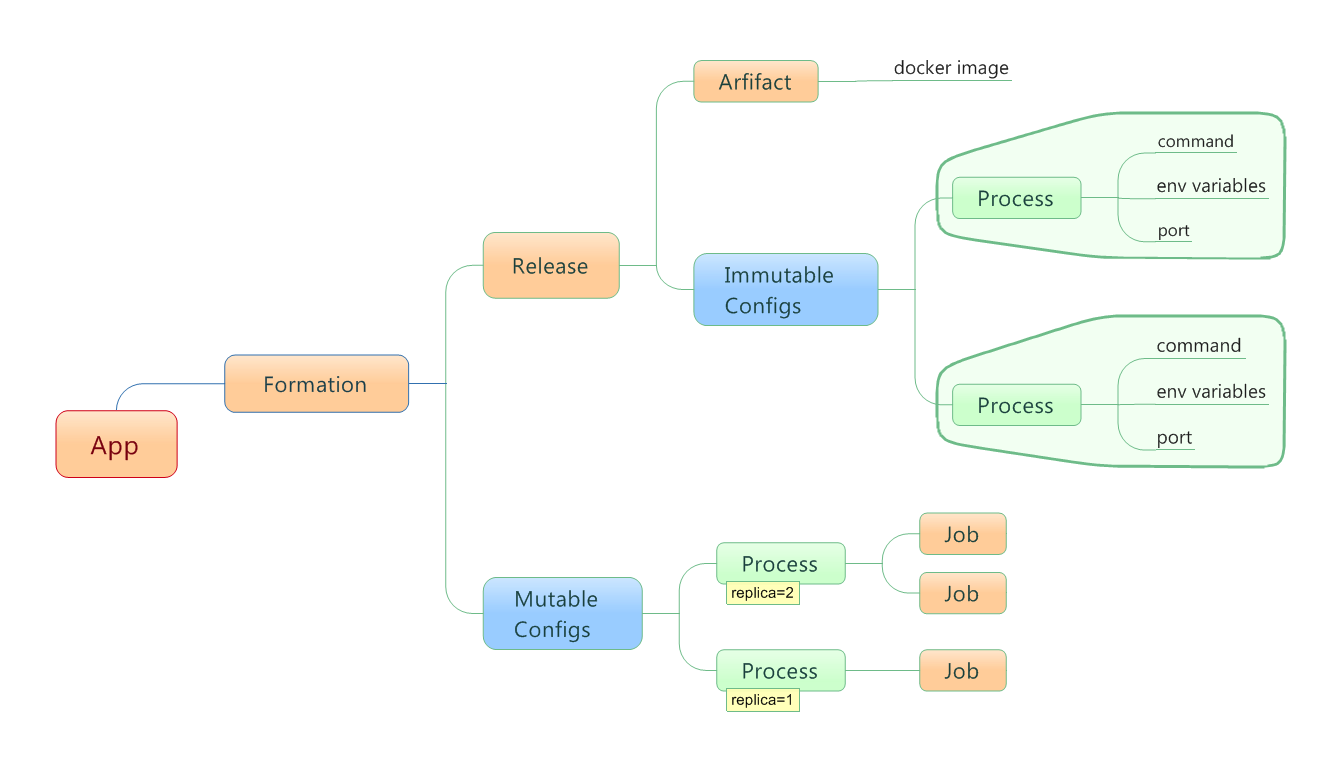 docker image
Arfifact
command
Process
env variables
port
Release
Immutable
Configs
command
Formation
env variables
Process
port
App
Job
Process
replica=2
Job
Mutable
Configs
Process
replica=1
Job